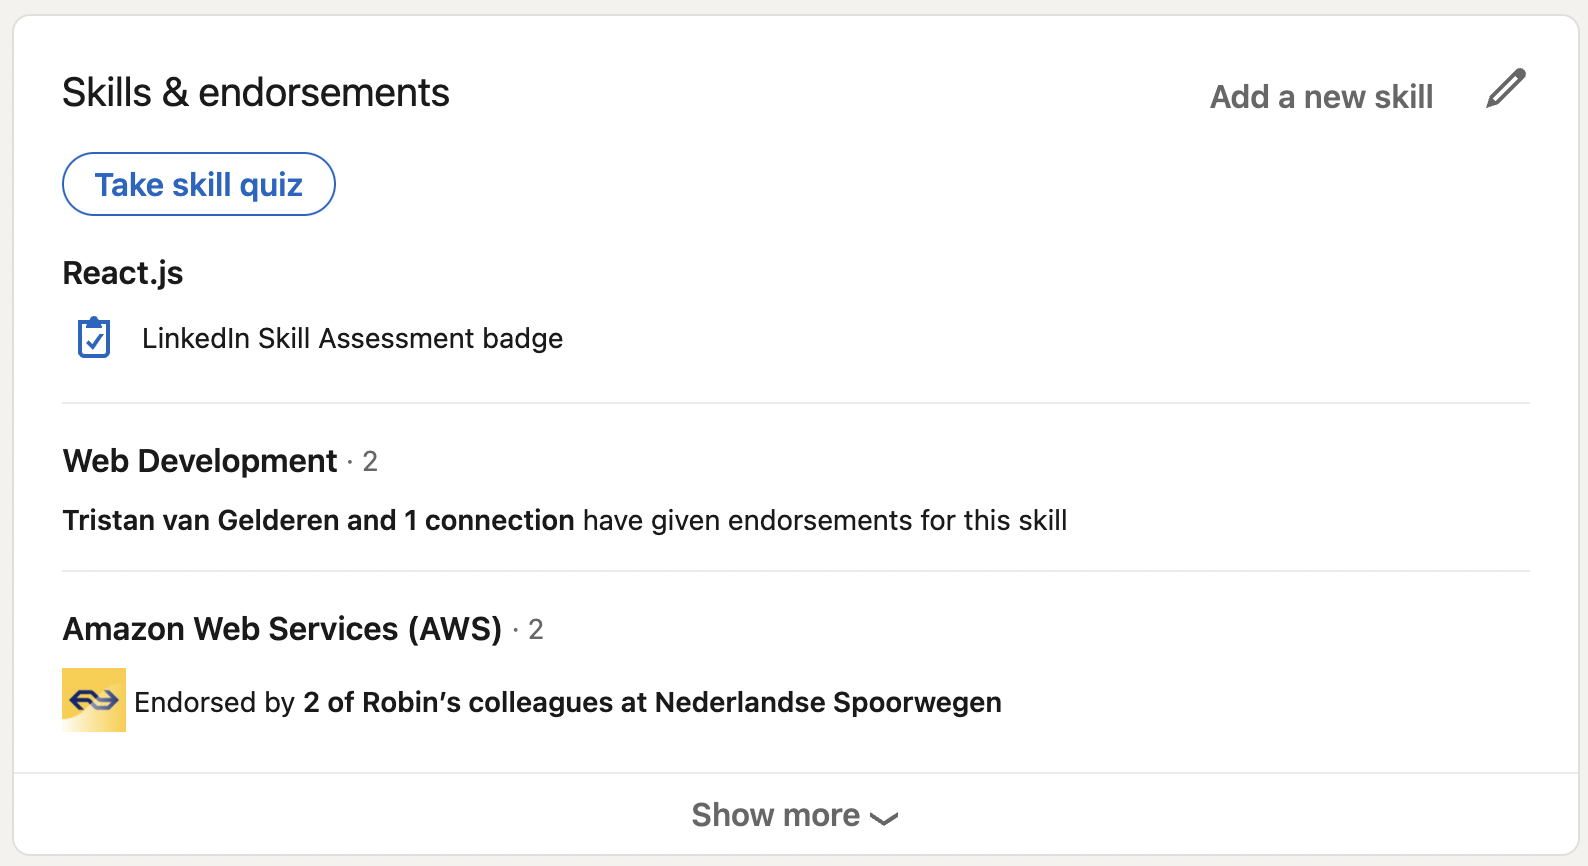 Skills & endorsements
Add a new skill
Take skill quiz
React.js
LinkedIn Skill Assessment badge
Web Development · 2
Tristan van Gelderen and 1 connection have given endorsements for this skill
Amazon Web Services (AWS) · 2
Endorsed by 2 of Robin’s colleagues at Nederlandse Spoorwegen
Show more